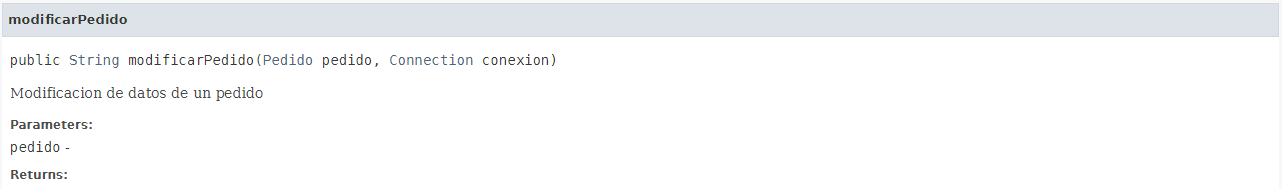 modificarPedido
public String modificarPedido(Pedido pedido, Connection conexion)
Modificacion de datos de un pedido
Parameters:
pedido -
Returns: